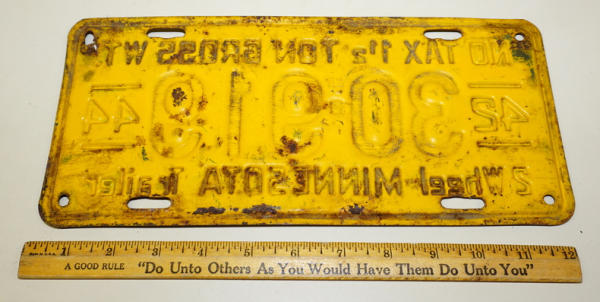 NO TAX 1½ TON GROSS WT
42 30919 44
2 Wheel-MINNESOTA Trailer
1 2 3 4 5 6 7 8 9 10 11 12
A GOOD RULE "Do Unto Others As You Would Have Them Do Unto You"